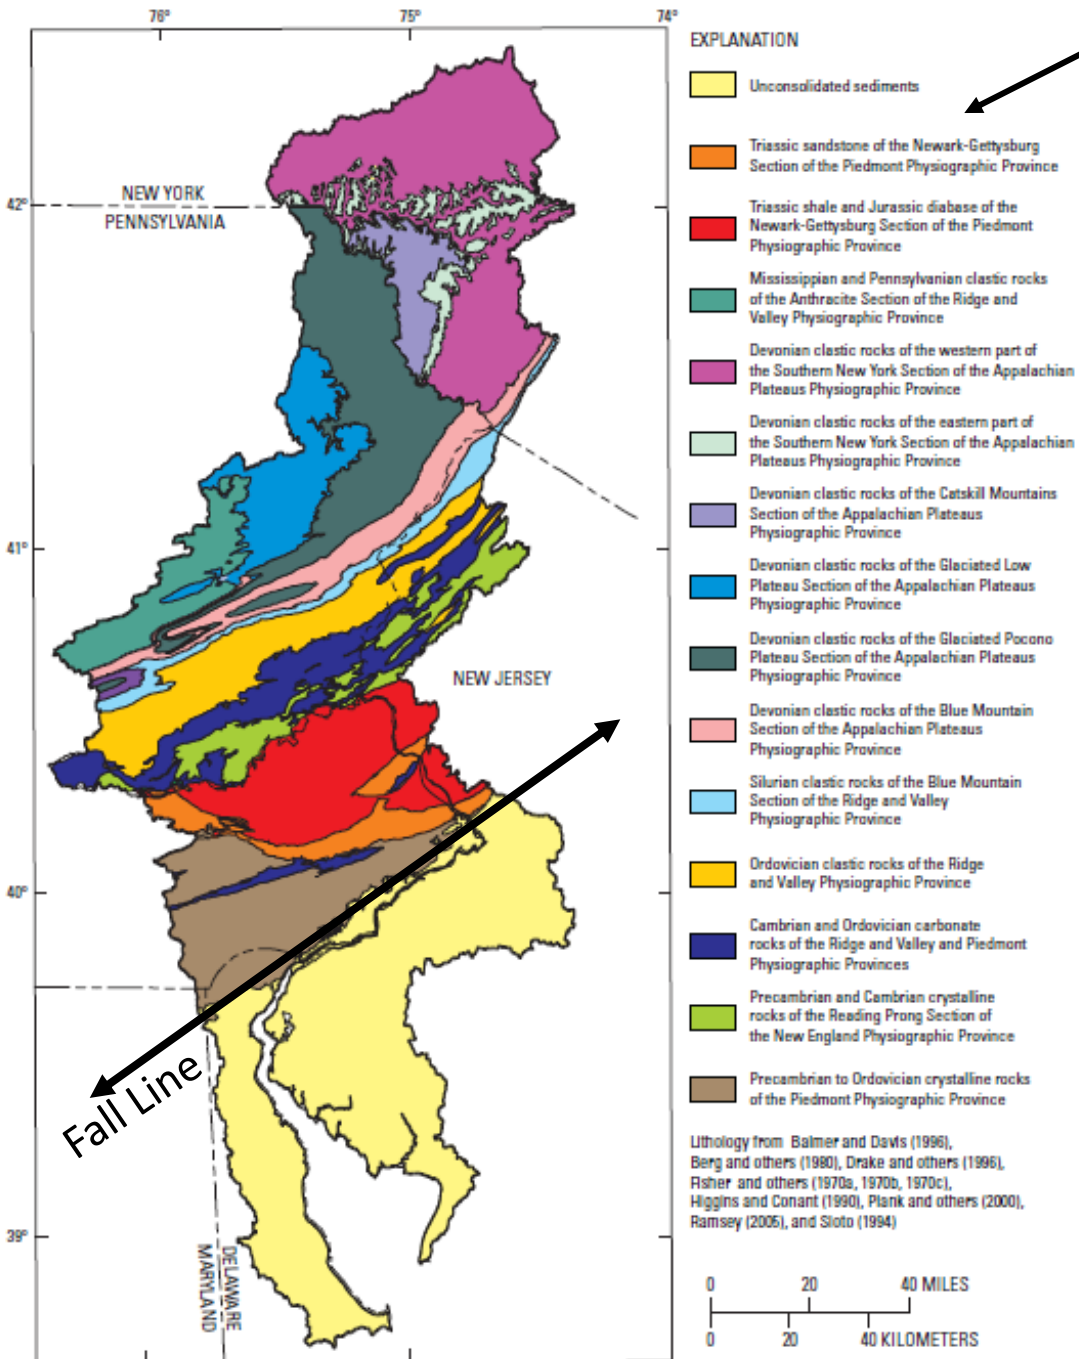 76°
75°
74°
42°
41°
40°
39°
NEW YORK
PENNSYLVANIA
NEW JERSEY
Fall Line
MARYLAND
DELAWARE
EXPLANATION
Unconsolidated sediments
Triassic sandstone of the Newark-Gettysburg
Section of the Piedmont Physiographic Province
Triassic shale and Jurassic diabase of the
Newark-Gettysburg Section of the Piedmont
Physiographic Province
Mississippian and Pennsylvanian clastic rocks
of the Anthracite Section of the Ridge and
Valley Physiographic Province
Devonian clastic rocks of the western part of
the Southern New York Section of the Appalachian
Plateaus Physiographic Province
Devonian clastic rocks of the eastern part of
the Southern New York Section of the Appalachian
Plateaus Physiographic Province
Devonian clastic rocks of the Catskill Mountains
Section of the Appalachian Plateaus
Physiographic Province
Devonian clastic rocks of the Glaciated Low
Plateau Section of the Appalachian Plateaus
Physiographic Province
Devonian clastic rocks of the Glaciated Pocono
Plateau Section of the Appalachian Plateaus
Physiographic Province
Devonian clastic rocks of the Blue Mountain
Section of the Appalachian Plateaus
Physiographic Province
Silurian clastic rocks of the Blue Mountain
Section of the Ridge and Valley
Physiographic Province
Ordovician clastic rocks of the Ridge
and Valley Physiographic Province
Cambrian and Ordovician carbonate
rocks of the Ridge and Valley and Piedmont
Physiographic Provinces
Precambrian and Cambrian crystalline
rocks of the Reading Prong Section of
the New England Physiographic Province
Precambrian to Ordovician crystalline rocks
of the Piedmont Physiographic Province
Lithology from Balmer and Davis (1996),
Berg and others (1980), Drake and others (1996),
Fisher and others (1970a, 1970b, 1970c),
Higgins and Conant (1990), Plank and others (2000),
Ramsey (2005), and Sloto (1994)
0 20 40 MILES
0 20 40 KILOMETERS